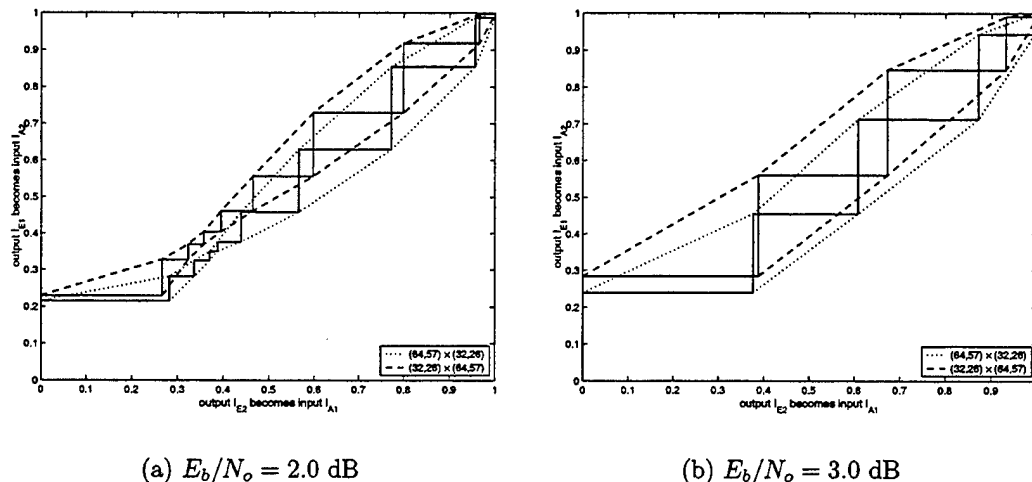 1
0.9
0.8
0.7
0.6
0.5
0.4
0.3
0.2
0.1
0
output I_E1 becomes input I_A2
0 0.1 0.2 0.3 0.4 0.5 0.6 0.7 0.8 0.9 1
output I_E2 becomes input I_A1
(64,57) × (32,26)
(32,26) × (64,57)
(a) E_b/N_o = 2.0 dB
1
0.9
0.8
0.7
0.6
0.5
0.4
0.3
0.2
0.1
0
output I_E1 becomes input I_A2
0 0.1 0.2 0.3 0.4 0.5 0.6 0.7 0.8 0.9
output I_E2 becomes input I_A1
(64,57) × (32,26)
(32,26) × (64,57)
(b) E_b/N_o = 3.0 dB